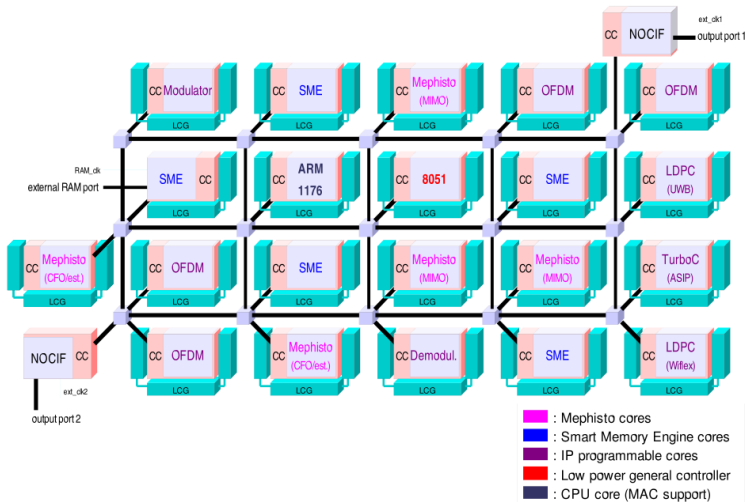 ext_clk1
CC NOCIF
output port 1
CC Modulator
CC SME
CC Mephisto
(MIMO)
CC OFDM
CC OFDM
LCG
LCG
LCG
LCG
LCG
RAM_clk
external RAM port
SME CC
CC ARM
1176
CC 8051
CC SME
CC LDPC
(UWB)
LCG
LCG
LCG
LCG
LCG
CC Mephisto
(CFO/est.)
CC OFDM
CC SME
CC Mephisto
(MIMO)
CC Mephisto
(MIMO)
CC TurboC
(ASIP)
LCG
LCG
LCG
LCG
LCG
LCG
NOCIF CC
CC OFDM
CC Mephisto
(CFO/est.)
CC Demodul.
CC SME
CC LDPC
(Wiflex)
LCG
LCG
LCG
LCG
LCG
ext_clk2
output port 2
: Mephisto cores
: Smart Memory Engine cores
: IP programmable cores
: Low power general controller
: CPU core (MAC support)